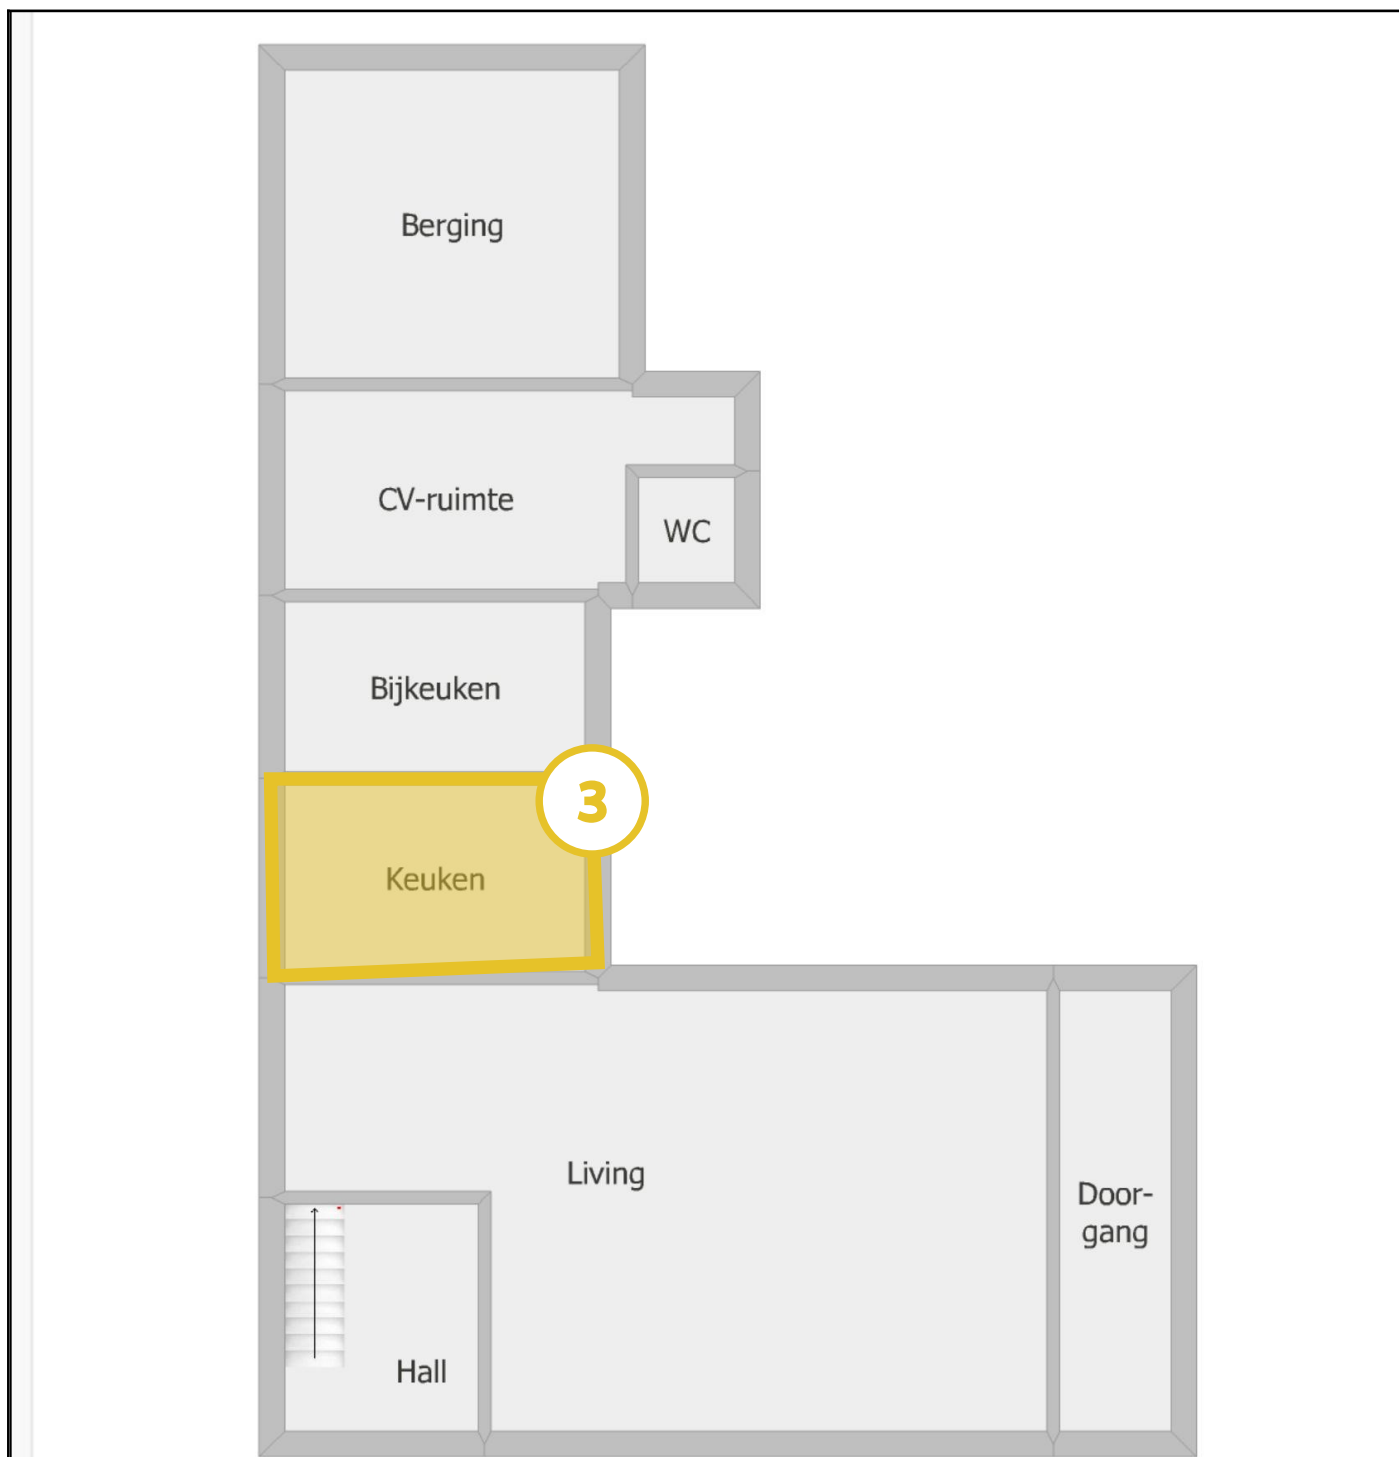 Berging
CV-ruimte
WC
Bijkeuken
3
Keuken
Living
Door-
gang
Hall